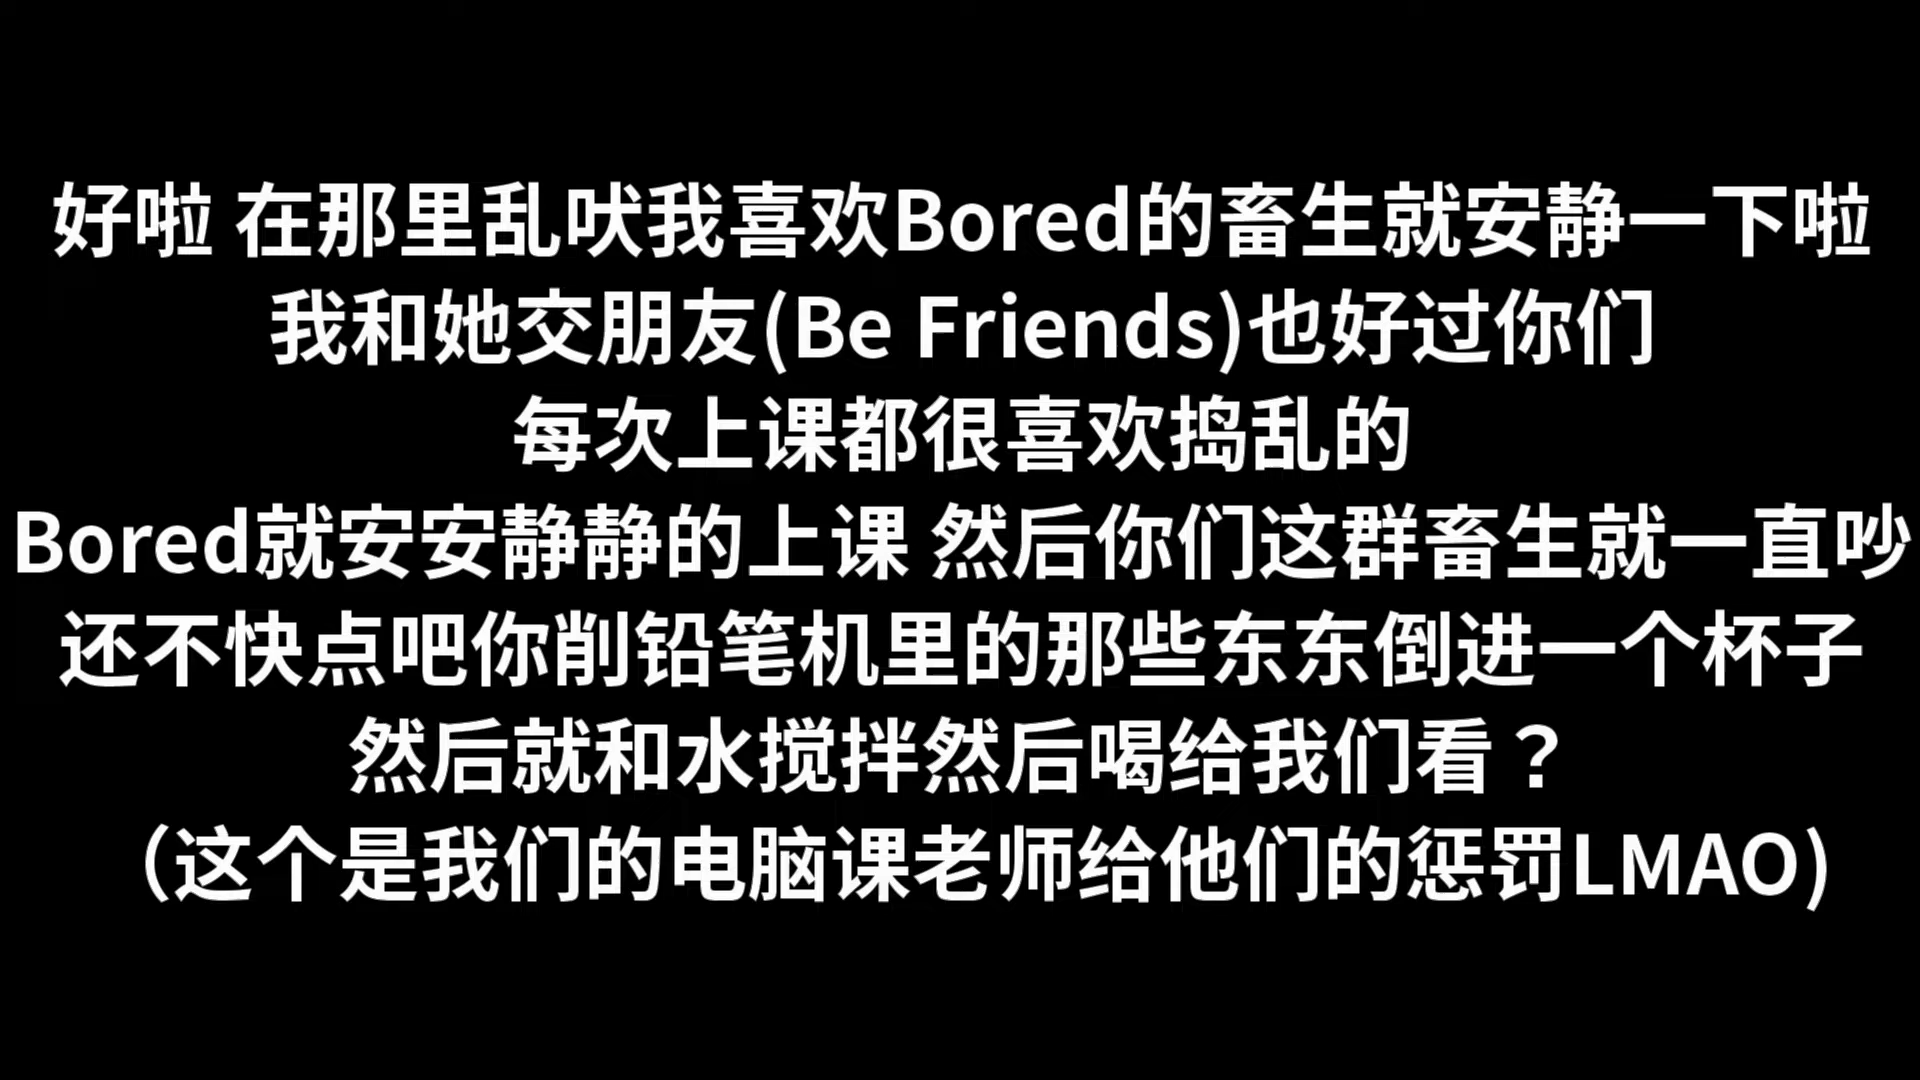 好啦 在那里乱吠我喜欢Bored的畜生就安静一下啦
我和她交朋友(Be Friends)也好过你们
每次上课都很喜欢捣乱的
Bored就安安静静的上课 然后你们这群畜生就一直吵
还不快点吧你削铅笔机里的那些东东倒进一个杯子
然后就和水搅拌然后喝给我们看？
（这个是我们的电脑课老师给他们的惩罚LMAO)